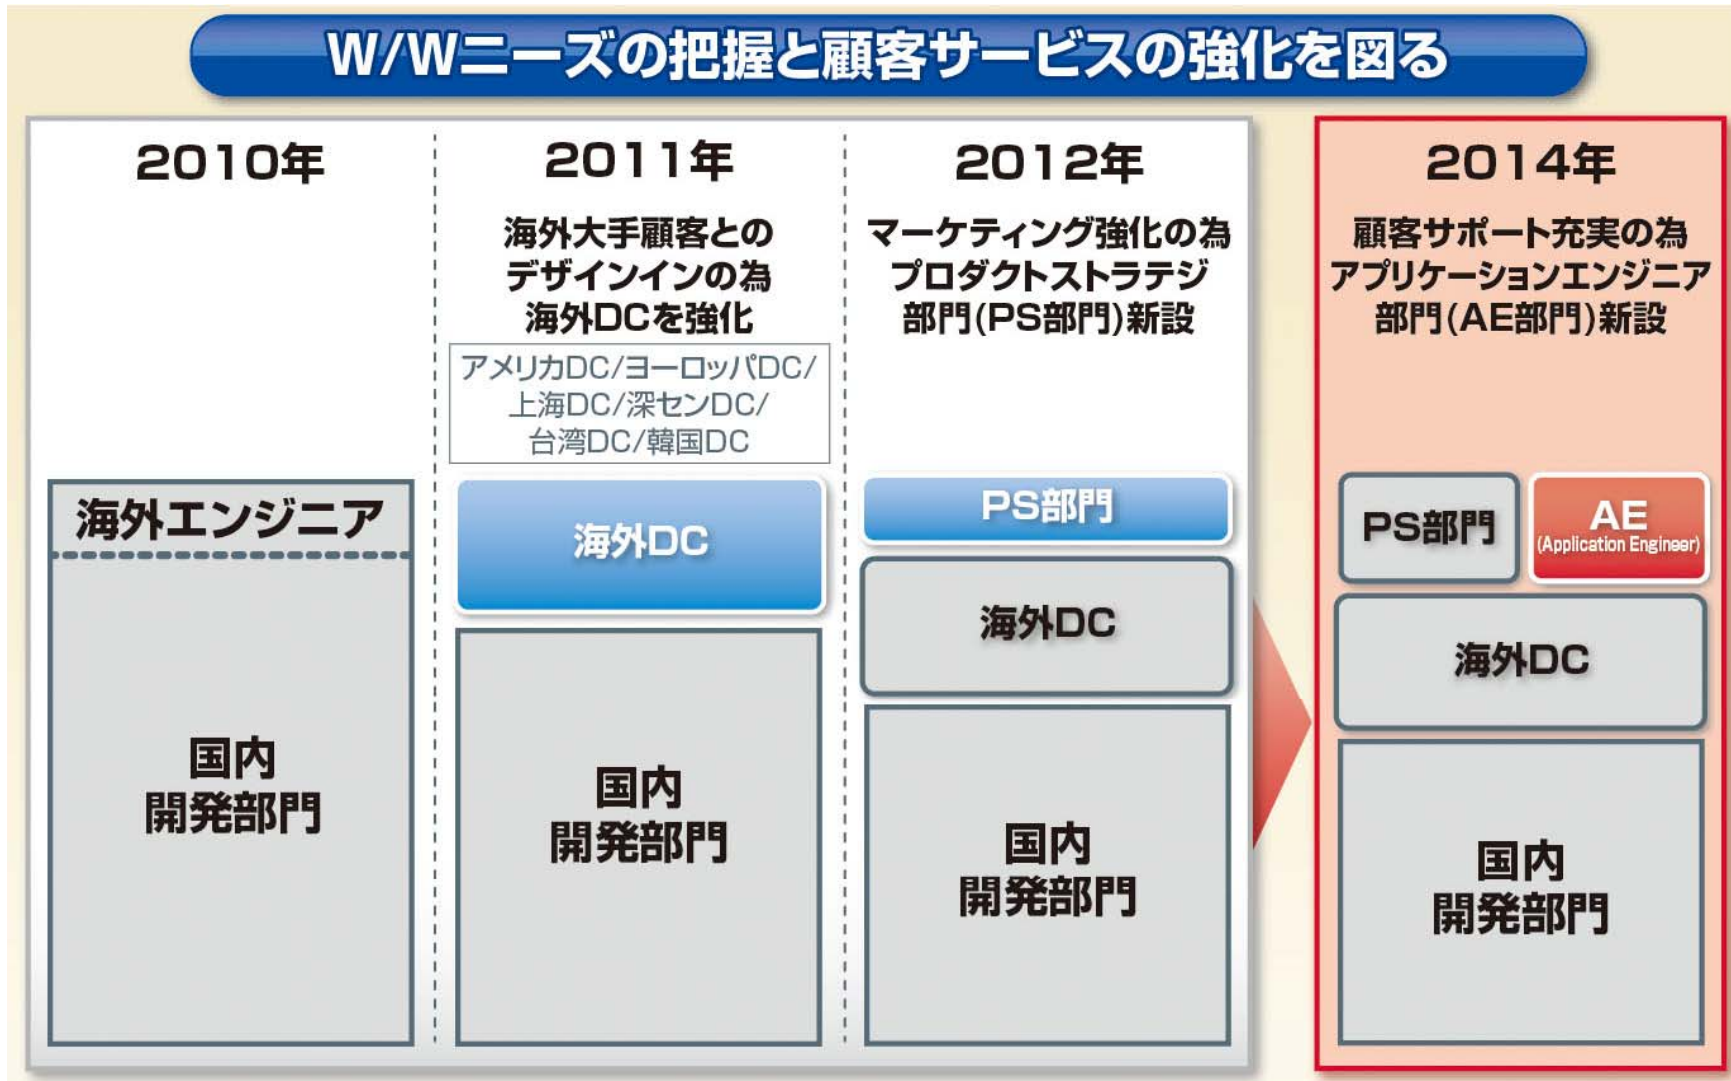 W/Wニーズの把握と顧客サービスの強化を図る
2010年
海外エンジニア
国内
開発部門
2011年
海外大手顧客との
デザインインの為
海外DCを強化
アメリカDC/ヨーロッパDC/
上海DC/深センDC/
台湾DC/韓国DC
海外DC
国内
開発部門
2012年
マーケティング強化の為
プロダクトストラテジ
部門(PS部門)新設
PS部門
海外DC
国内
開発部門
2014年
顧客サポート充実の為
アプリケーションエンジニア
部門(AE部門)新設
PS部門
AE
(Application Engineer)
海外DC
国内
開発部門